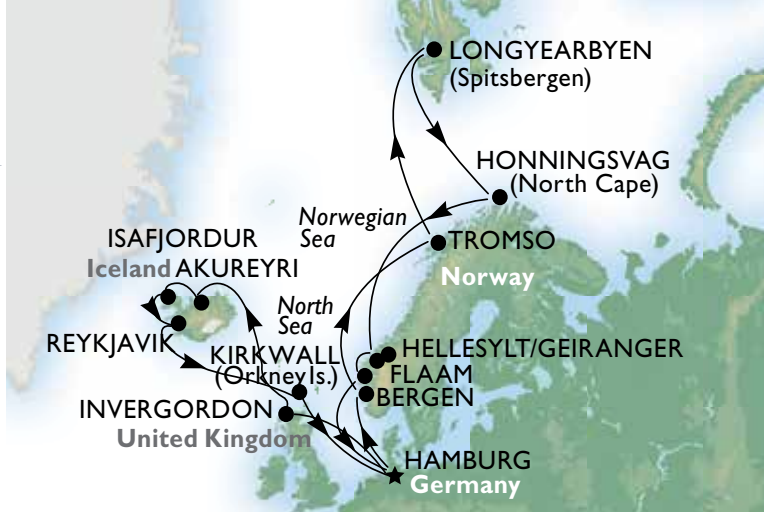 LONGYEARBYEN
(Spitsbergen)
HONNINGSVAG
(North Cape)
Norwegian
Sea
TROMSO
Norway
ISAFJORDUR
Iceland AKUREYRI
North
Sea
REYKJAVIK
KIRKWALL
(Orkney Is.)
HELLESYLT/GEIRANGER
FLAAM
BERGEN
INVERGORDON
United Kingdom
HAMBURG
Germany